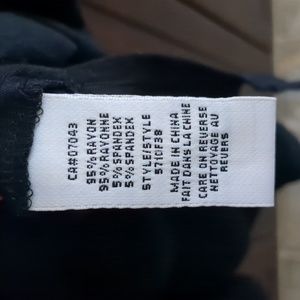 CA#07043
95% RAYON
95% RAYONNE
5% SPANDEX
5% SPANDEX
STYLE/STYLE
571CF38
MADE IN CHINA
FAIT DANS LA CHINE
CARE ON REVERSE
NETTOYAGE AU
REVERS